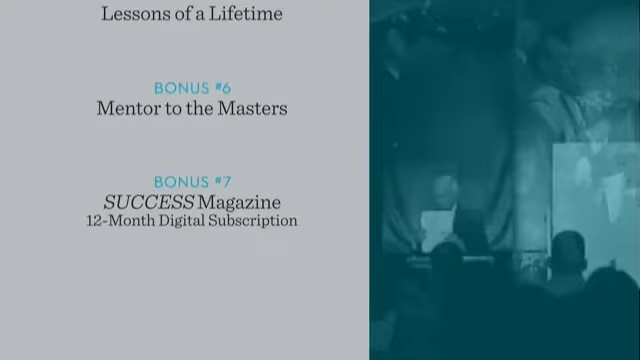 Lessons of a Lifetime
BONUS #6
Mentor to the Masters
BONUS #7
SUCCESS Magazine
12-Month Digital Subscription